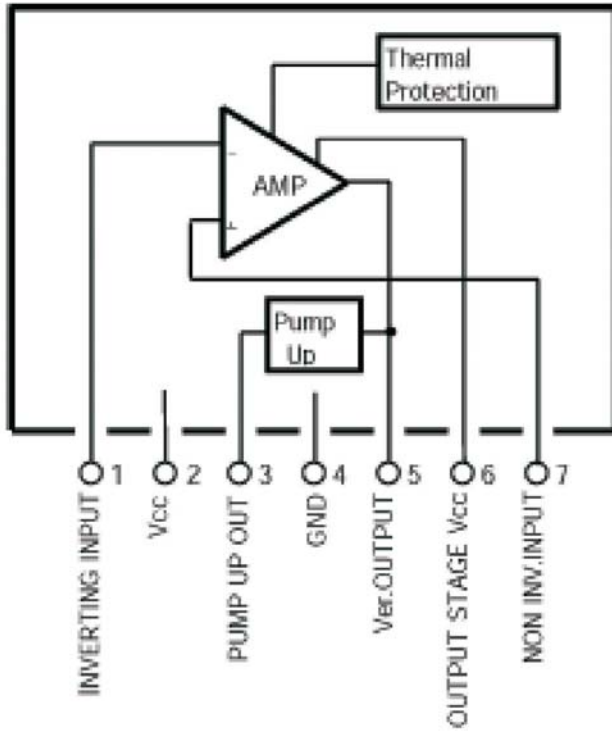 Thermal
Protection
-
AMP
+
Pump
Up
1
2
3
4
5
6
7
INVERTING INPUT
Vcc
PUMP UP OUT
GND
Ver.OUTPUT
OUTPUT STAGE Vcc
NON INV.INPUT